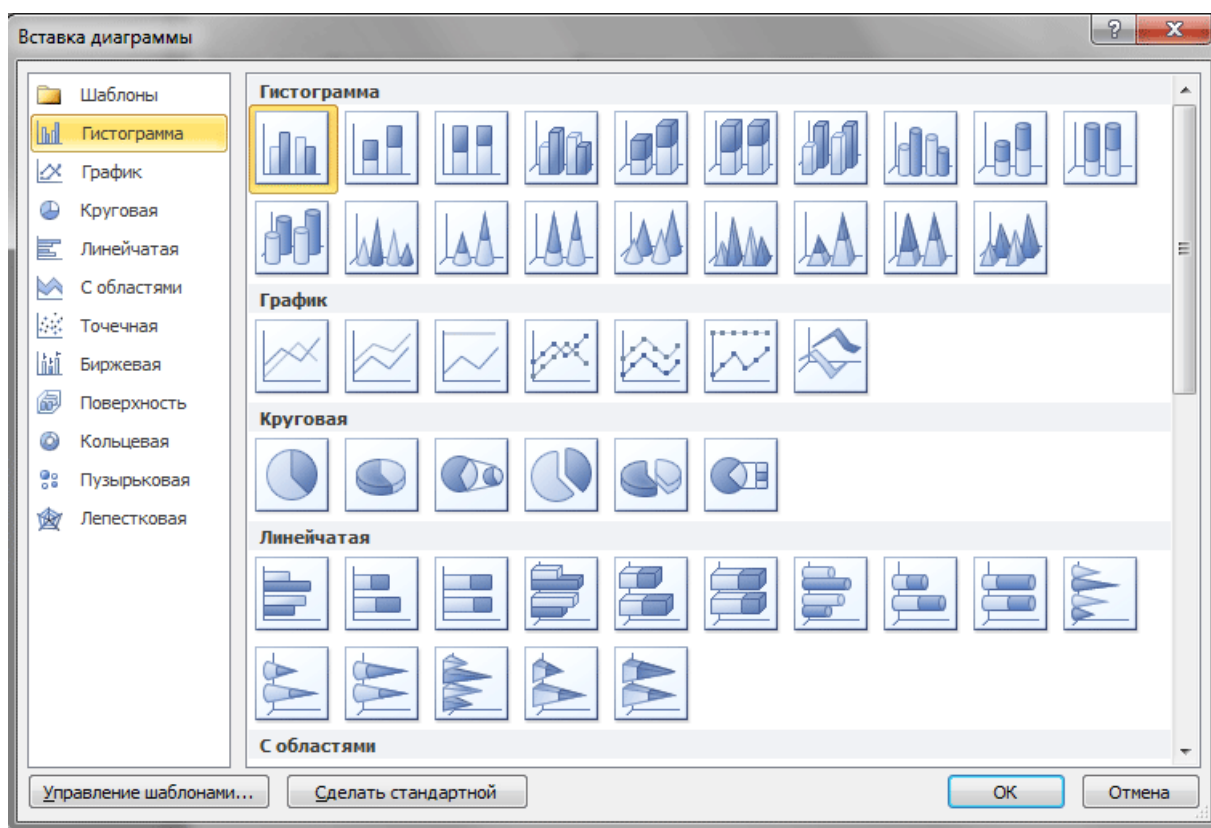 Вставка диаграммы
Шаблоны
Гистограмма
График
Круговая
Линейчатая
С областями
Точечная
Биржевая
Поверхность
Кольцевая
Пузырьковая
Лепестковая
Гистограмма
График
Круговая
Линейчатая
С областями
Управление шаблонами...
Сделать стандартной
ОК
Отмена